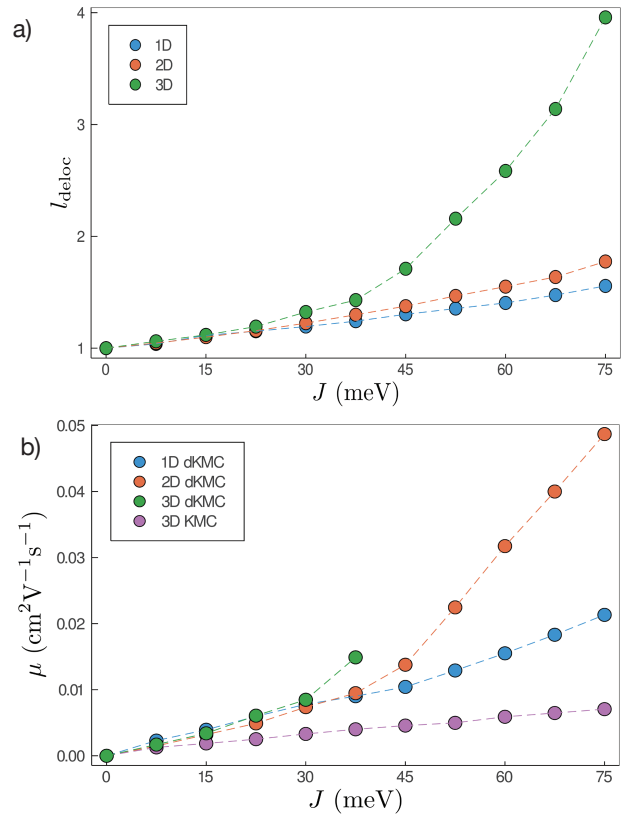 a)
1D
2D
3D
4
3
2
1
l_deloc
0 15 30 45 60 75
J (meV)
b)
1D dKMC
2D dKMC
3D dKMC
3D KMC
0.05
0.04
0.03
0.02
0.01
0.00
μ (cm²V⁻¹s⁻¹)
0 15 30 45 60 75
J (meV)